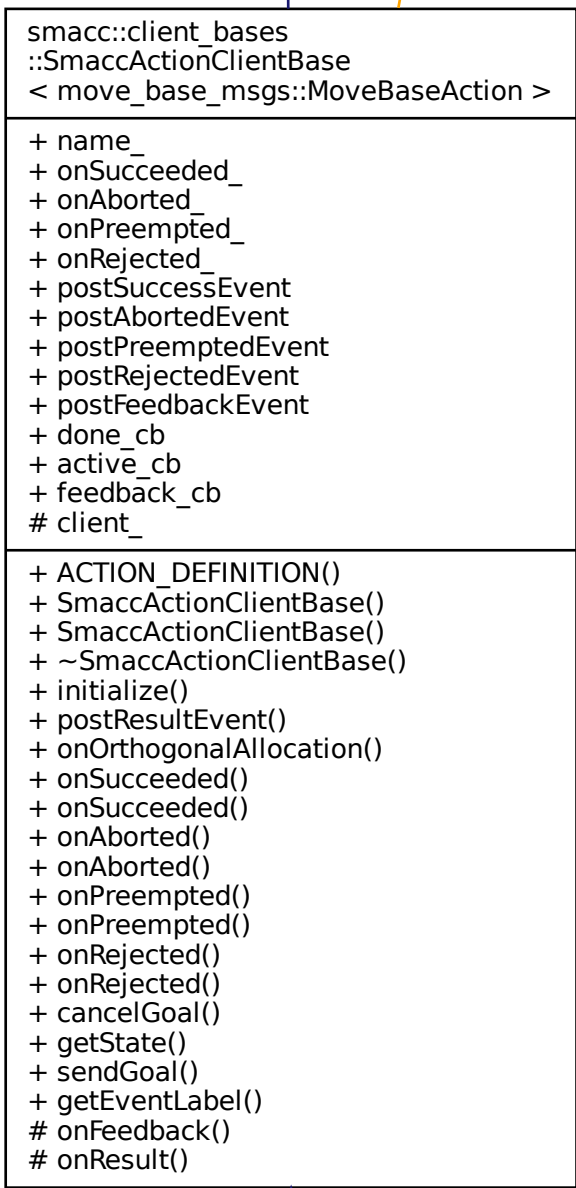 smacc::client_bases
::SmaccActionClientBase
< move_base_msgs::MoveBaseAction >
+ name_
+ onSucceeded_
+ onAborted_
+ onPreempted_
+ onRejected_
+ postSuccessEvent
+ postAbortedEvent
+ postPreemptedEvent
+ postRejectedEvent
+ postFeedbackEvent
+ done_cb
+ active_cb
+ feedback_cb
# client_
+ ACTION_DEFINITION()
+ SmaccActionClientBase()
+ SmaccActionClientBase()
+ ~SmaccActionClientBase()
+ initialize()
+ postResultEvent()
+ onOrthogonalAllocation()
+ onSucceeded()
+ onSucceeded()
+ onAborted()
+ onAborted()
+ onPreempted()
+ onPreempted()
+ onRejected()
+ onRejected()
+ cancelGoal()
+ getState()
+ sendGoal()
+ getEventLabel()
# onFeedback()
# onResult()